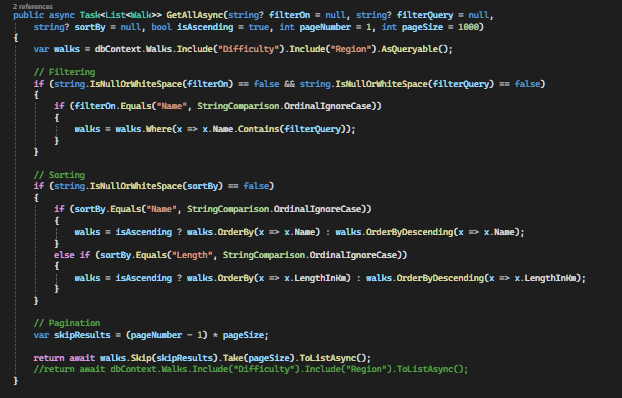 2 references
public async Task<List<Walk>> GetAllAsync(string? filterOn = null, string? filterQuery = null,
string? sortBy = null, bool isAscending = true, int pageNumber = 1, int pageSize = 1000)
{
var walks = dbContext.Walks.Include("Difficulty").Include("Region").AsQueryable();
// Filtering
if (string.IsNullOrWhiteSpace(filterOn) == false && string.IsNullOrWhiteSpace(filterQuery) == false)
{
if (filterOn.Equals("Name", StringComparison.OrdinalIgnoreCase))
{
walks = walks.Where(x => x.Name.Contains(filterQuery));
}
}
// Sorting
if (string.IsNullOrWhiteSpace(sortBy) == false)
{
if (sortBy.Equals("Name", StringComparison.OrdinalIgnoreCase))
{
walks = isAscending ? walks.OrderBy(x => x.Name) : walks.OrderByDescending(x => x.Name);
}
else if (sortBy.Equals("Length", StringComparison.OrdinalIgnoreCase))
{
walks = isAscending ? walks.OrderBy(x => x.LengthInKm) : walks.OrderByDescending(x => x.LengthInKm);
}
}
// Pagination
var skipResults = (pageNumber - 1) * pageSize;
return await walks.Skip(skipResults).Take(pageSize).ToListAsync();
//return await dbContext.Walks.Include("Difficulty").Include("Region").ToListAsync();
}